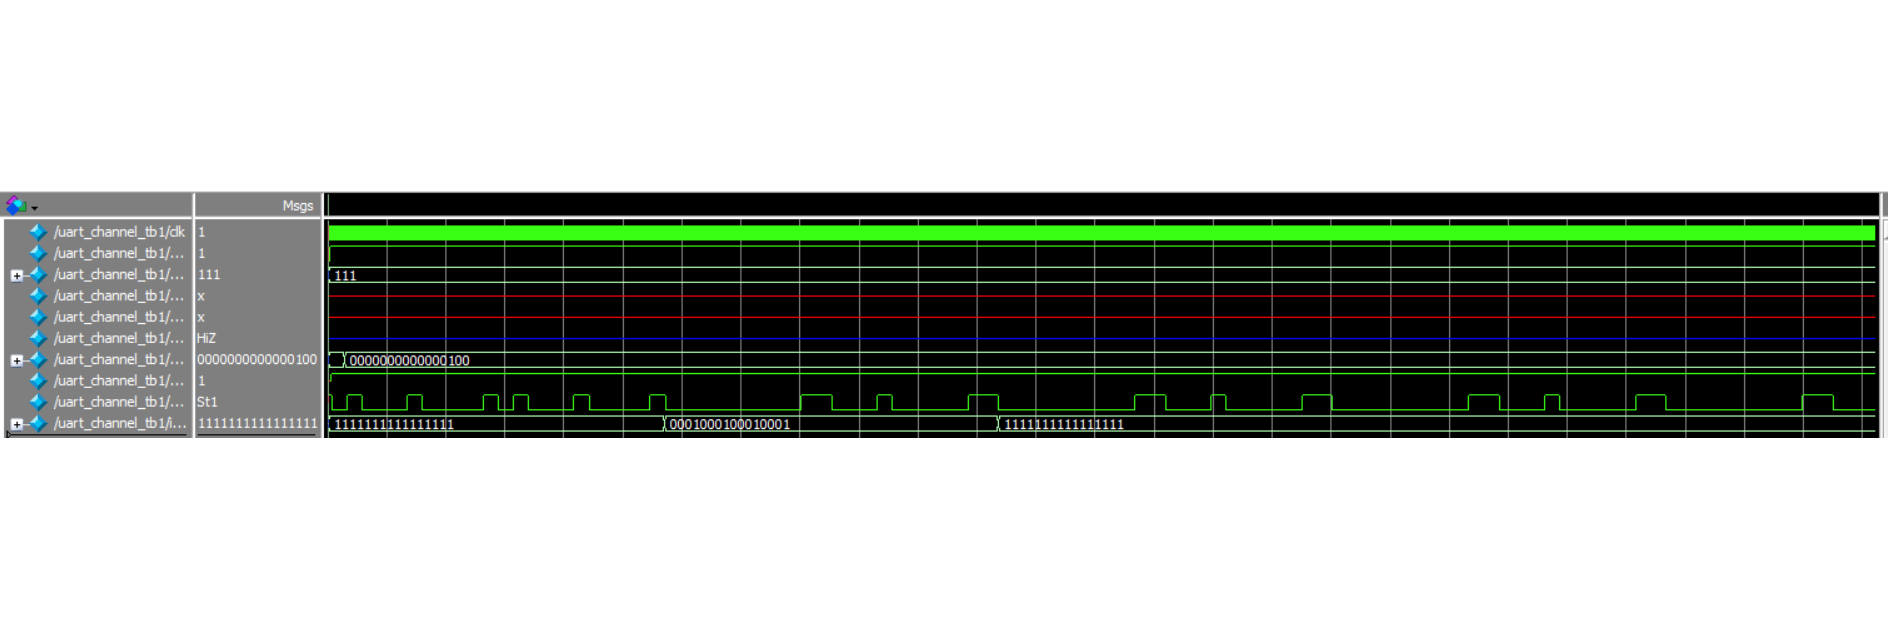 Msgs
/uart_channel_tb1/clk 1
/uart_channel_tb1/... 1
/uart_channel_tb1/... 111 111
/uart_channel_tb1/... x
/uart_channel_tb1/... x
/uart_channel_tb1/... HiZ
/uart_channel_tb1/... 0000000000000100 0000000000000100
/uart_channel_tb1/... 1
/uart_channel_tb1/... St1
/uart_channel_tb1/i... 1111111111111111 1111111111111111 0001000100010001 1111111111111111